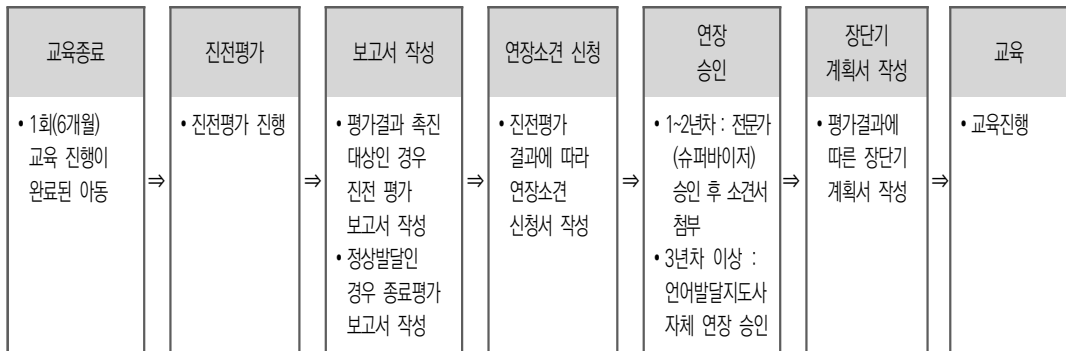 교육종료
• 1회(6개월)
교육 진행이
완료된 아동
⇒
진전평가
• 진전평가 진행
⇒
보고서 작성
• 평가결과 촉진
대상인 경우
진전 평가
보고서 작성
• 정상발달인
경우 종료평가
보고서 작성
⇒
연장소견 신청
• 진전평가
결과에 따라
연장소견
신청서 작성
⇒
연장
승인
• 1~2년차 : 전문가
(슈퍼바이저)
승인 후 소견서
첨부
• 3년차 이상 :
언어발달지도사
자체 연장 승인
⇒
장단기
계획서 작성
• 평가결과에
따른 장단기
계획서 작성
⇒
교육
• 교육진행